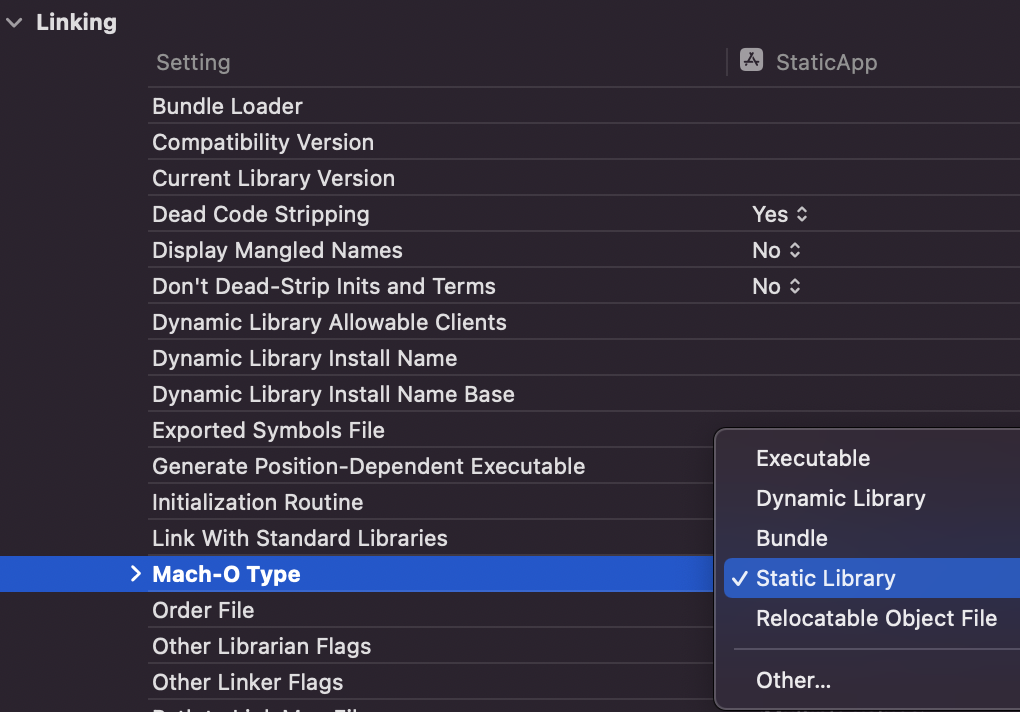 Linking
Setting StaticApp
Bundle Loader
Compatibility Version
Current Library Version
Dead Code Stripping Yes
Display Mangled Names No
Don't Dead-Strip Inits and Terms No
Dynamic Library Allowable Clients
Dynamic Library Install Name
Dynamic Library Install Name Base
Exported Symbols File
Generate Position-Dependent Executable
Initialization Routine
Link With Standard Libraries
Mach-O Type
Order File
Other Librarian Flags
Other Linker Flags
Executable
Dynamic Library
Bundle
Static Library
Relocatable Object File
Other...